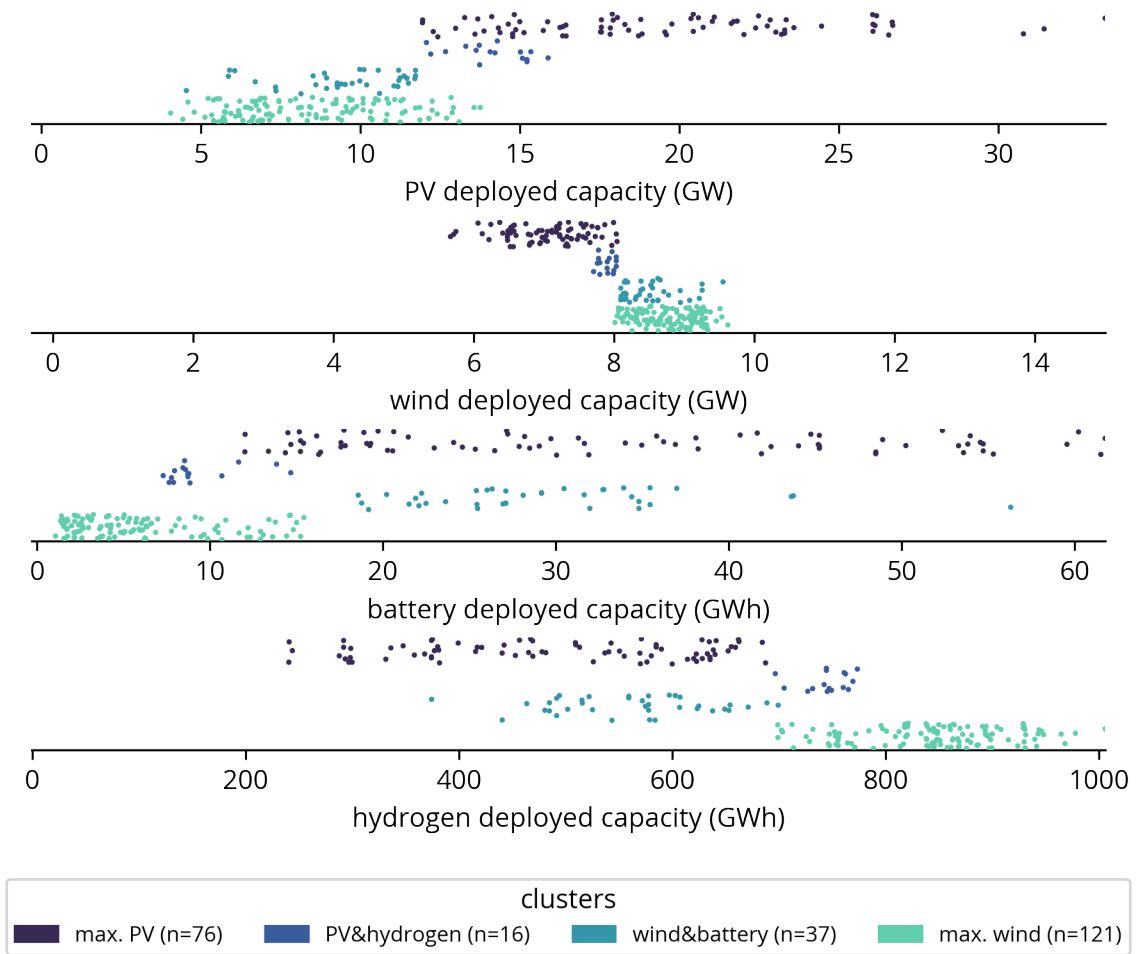 0 5 10 15 20 25 30
PV deployed capacity (GW)
0 2 4 6 8 10 12 14
wind deployed capacity (GW)
0 10 20 30 40 50 60
battery deployed capacity (GWh)
0 200 400 600 800 1000
hydrogen deployed capacity (GWh)
clusters
max. PV (n=76) PV&hydrogen (n=16) wind&battery (n=37) max. wind (n=121)